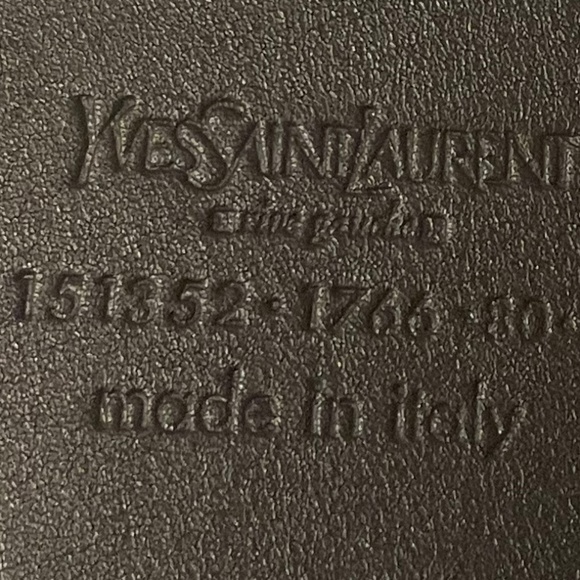 YVESSAINTLAURENT
rive gauche
151352·1766·80·
made in italy